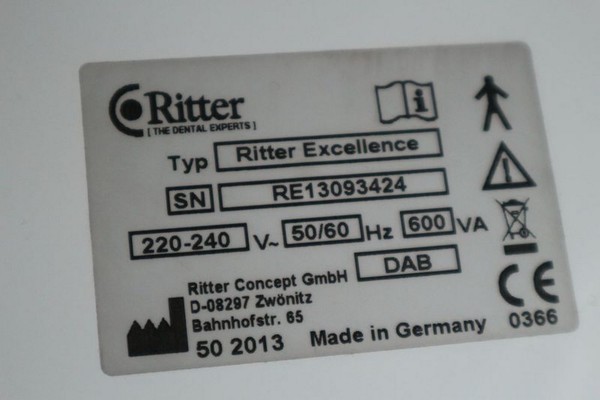 Ritter
[ THE DENTAL EXPERTS ]
i
Typ Ritter Excellence
SN RE13093424
220-240 V~ 50/60 Hz 600 VA
DAB
Ritter Concept GmbH
D-08297 Zwönitz
Bahnhofstr. 65
50 2013 Made in Germany
CE
0366